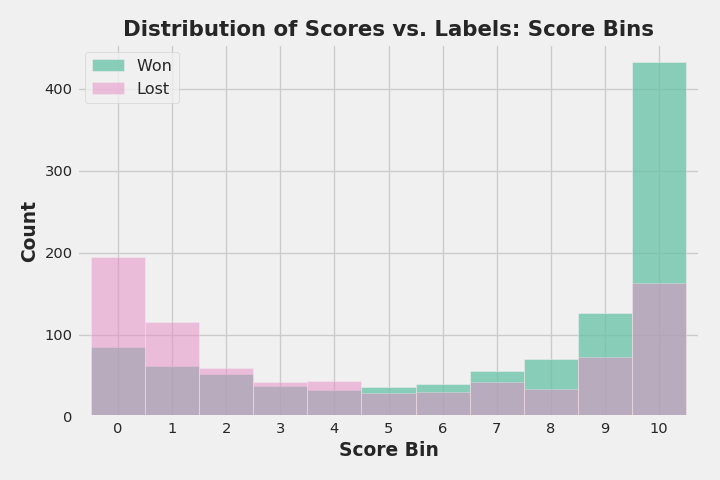 Distribution of Scores vs. Labels: Score Bins
Won
Lost
400
300
200
100
0
Count
0 1 2 3 4 5 6 7 8 9 10
Score Bin